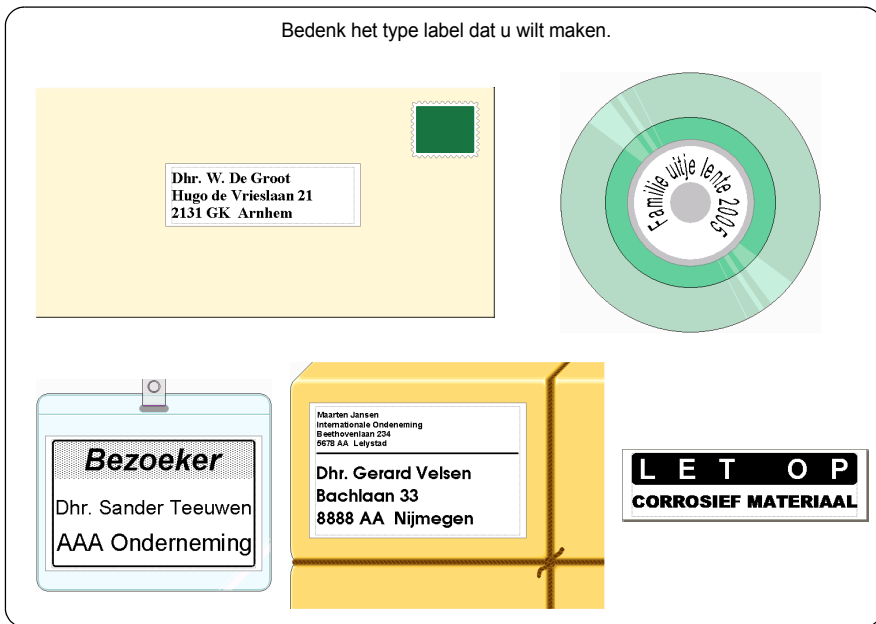 Bedenk het type label dat u wilt maken.
Dhr. W. De Groot
Hugo de Vrieslaan 21
2131 GK Arnhem
Familie uitje lente 2005
Bezoeker
Dhr. Sander Teeuwen
AAA Onderneming
Maarten Jansen
Internationale Ondeneming
Beethovenlaan 234
5678 AA Lelystad
Dhr. Gerard Velsen
Bachlaan 33
8888 AA Nijmegen
LET OP
CORROSIEF MATERIAAL